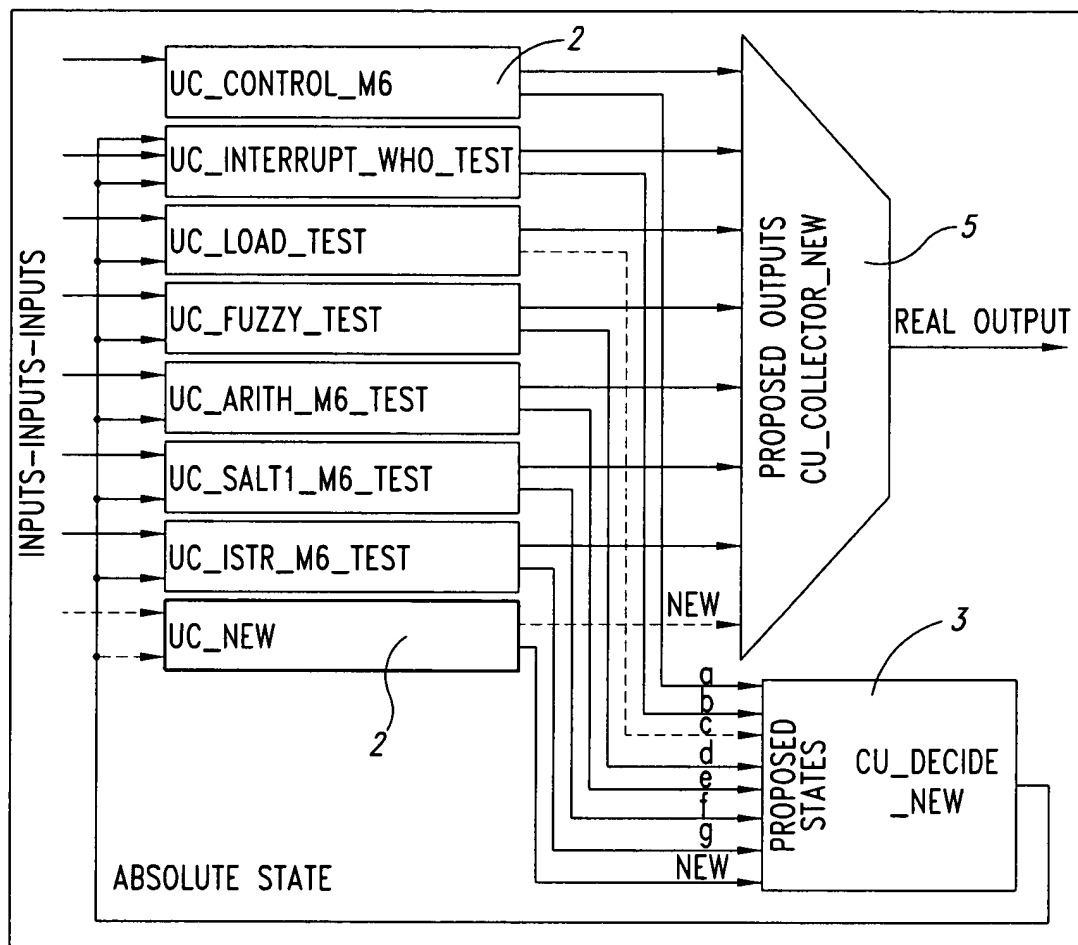 2
UC_CONTROL_M6
UC_INTERRUPT_WHO_TEST
UC_LOAD_TEST
UC_FUZZY_TEST
UC_ARITH_M6_TEST
UC_SALT1_M6_TEST
UC_ISTR_M6_TEST
UC_NEW
2
INPUTS-INPUTS-INPUTS
PROPOSED OUTPUTS
CU_COLLECTOR_NEW
5
REAL OUTPUT
NEW
3
a
b
c
d
e
f
g
NEW
PROPOSED
STATES
CU_DECIDE
_NEW
ABSOLUTE STATE